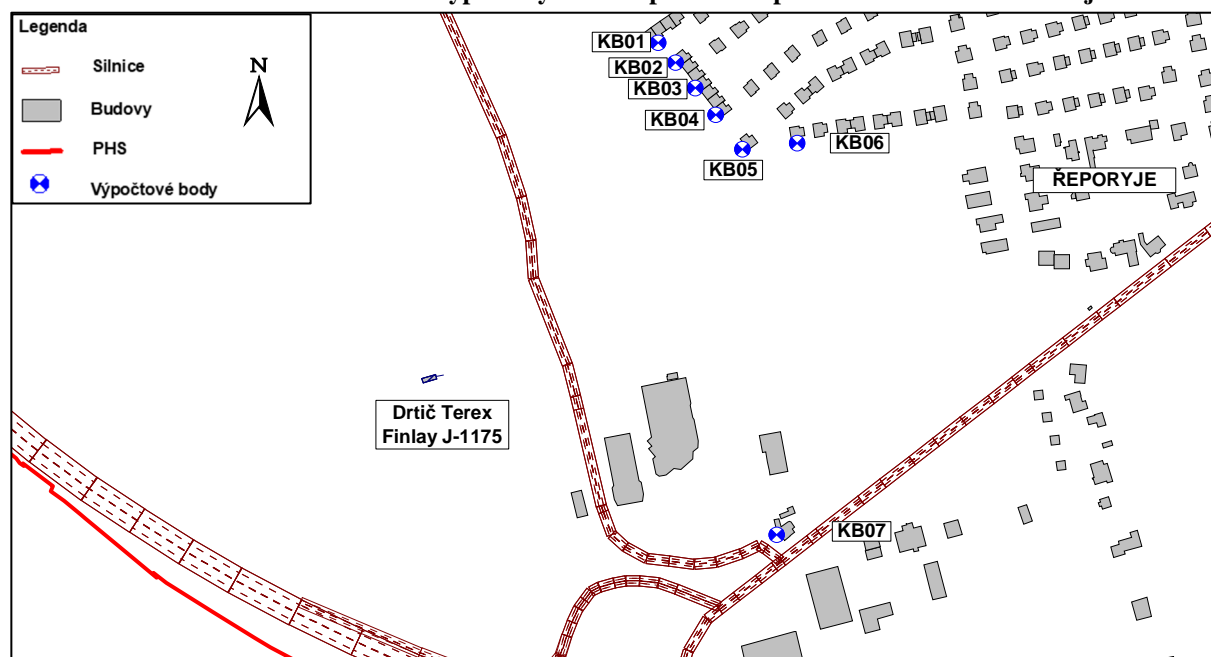 Legenda
Silnice
Budovy
PHS
Výpočtové body
N
KB01
KB02
KB03
KB04
KB05
KB06
ŘEPORYJE
Drtič Terex
Finlay J-1175
KB07